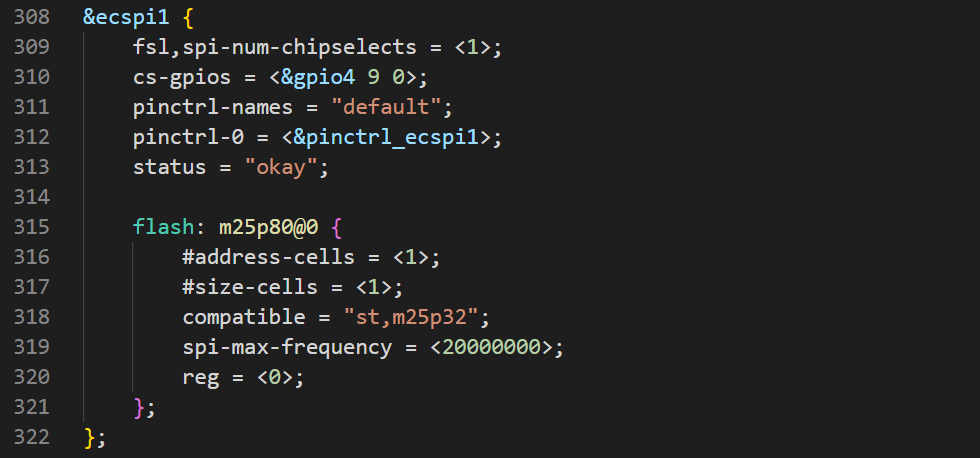 308 &ecspi1 {
309     fsl,spi-num-chipselects = <1>;
310     cs-gpios = <&gpio4 9 0>;
311     pinctrl-names = "default";
312     pinctrl-0 = <&pinctrl_ecspi1>;
313     status = "okay";
314
315     flash: m25p80@0 {
316         #address-cells = <1>;
317         #size-cells = <1>;
318         compatible = "st,m25p32";
319         spi-max-frequency = <20000000>;
320         reg = <0>;
321     };
322 };